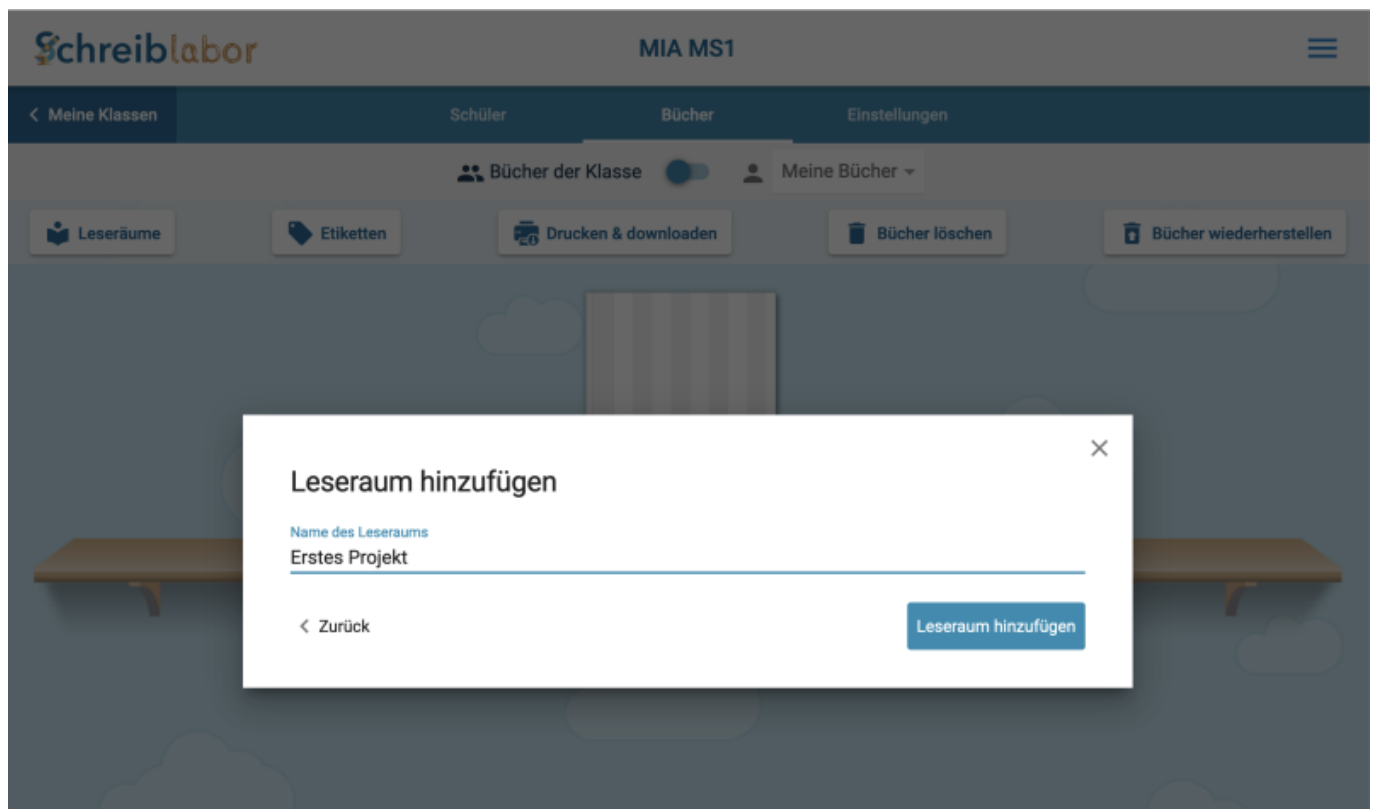 Schreiblabor
MIA MS1
Meine Klassen
Schüler
Bücher
Einstellungen
Bücher der Klasse
Meine Bücher
Leseräume
Etiketten
Drucken & downloaden
Bücher löschen
Bücher wiederherstellen
Leseraum hinzufügen
Name des Leseraums
Erstes Projekt
Zurück
Leseraum hinzufügen